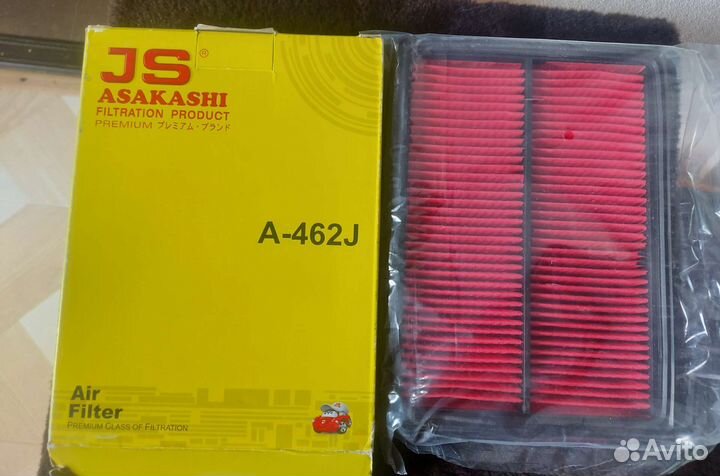 JS®
ASAKASHI
FILTRATION PRODUCT
PREMIUM プレミアム・ブランド
A-462J
Air
Filter
PREMIUM CLASS OF FILTRATION
Avito